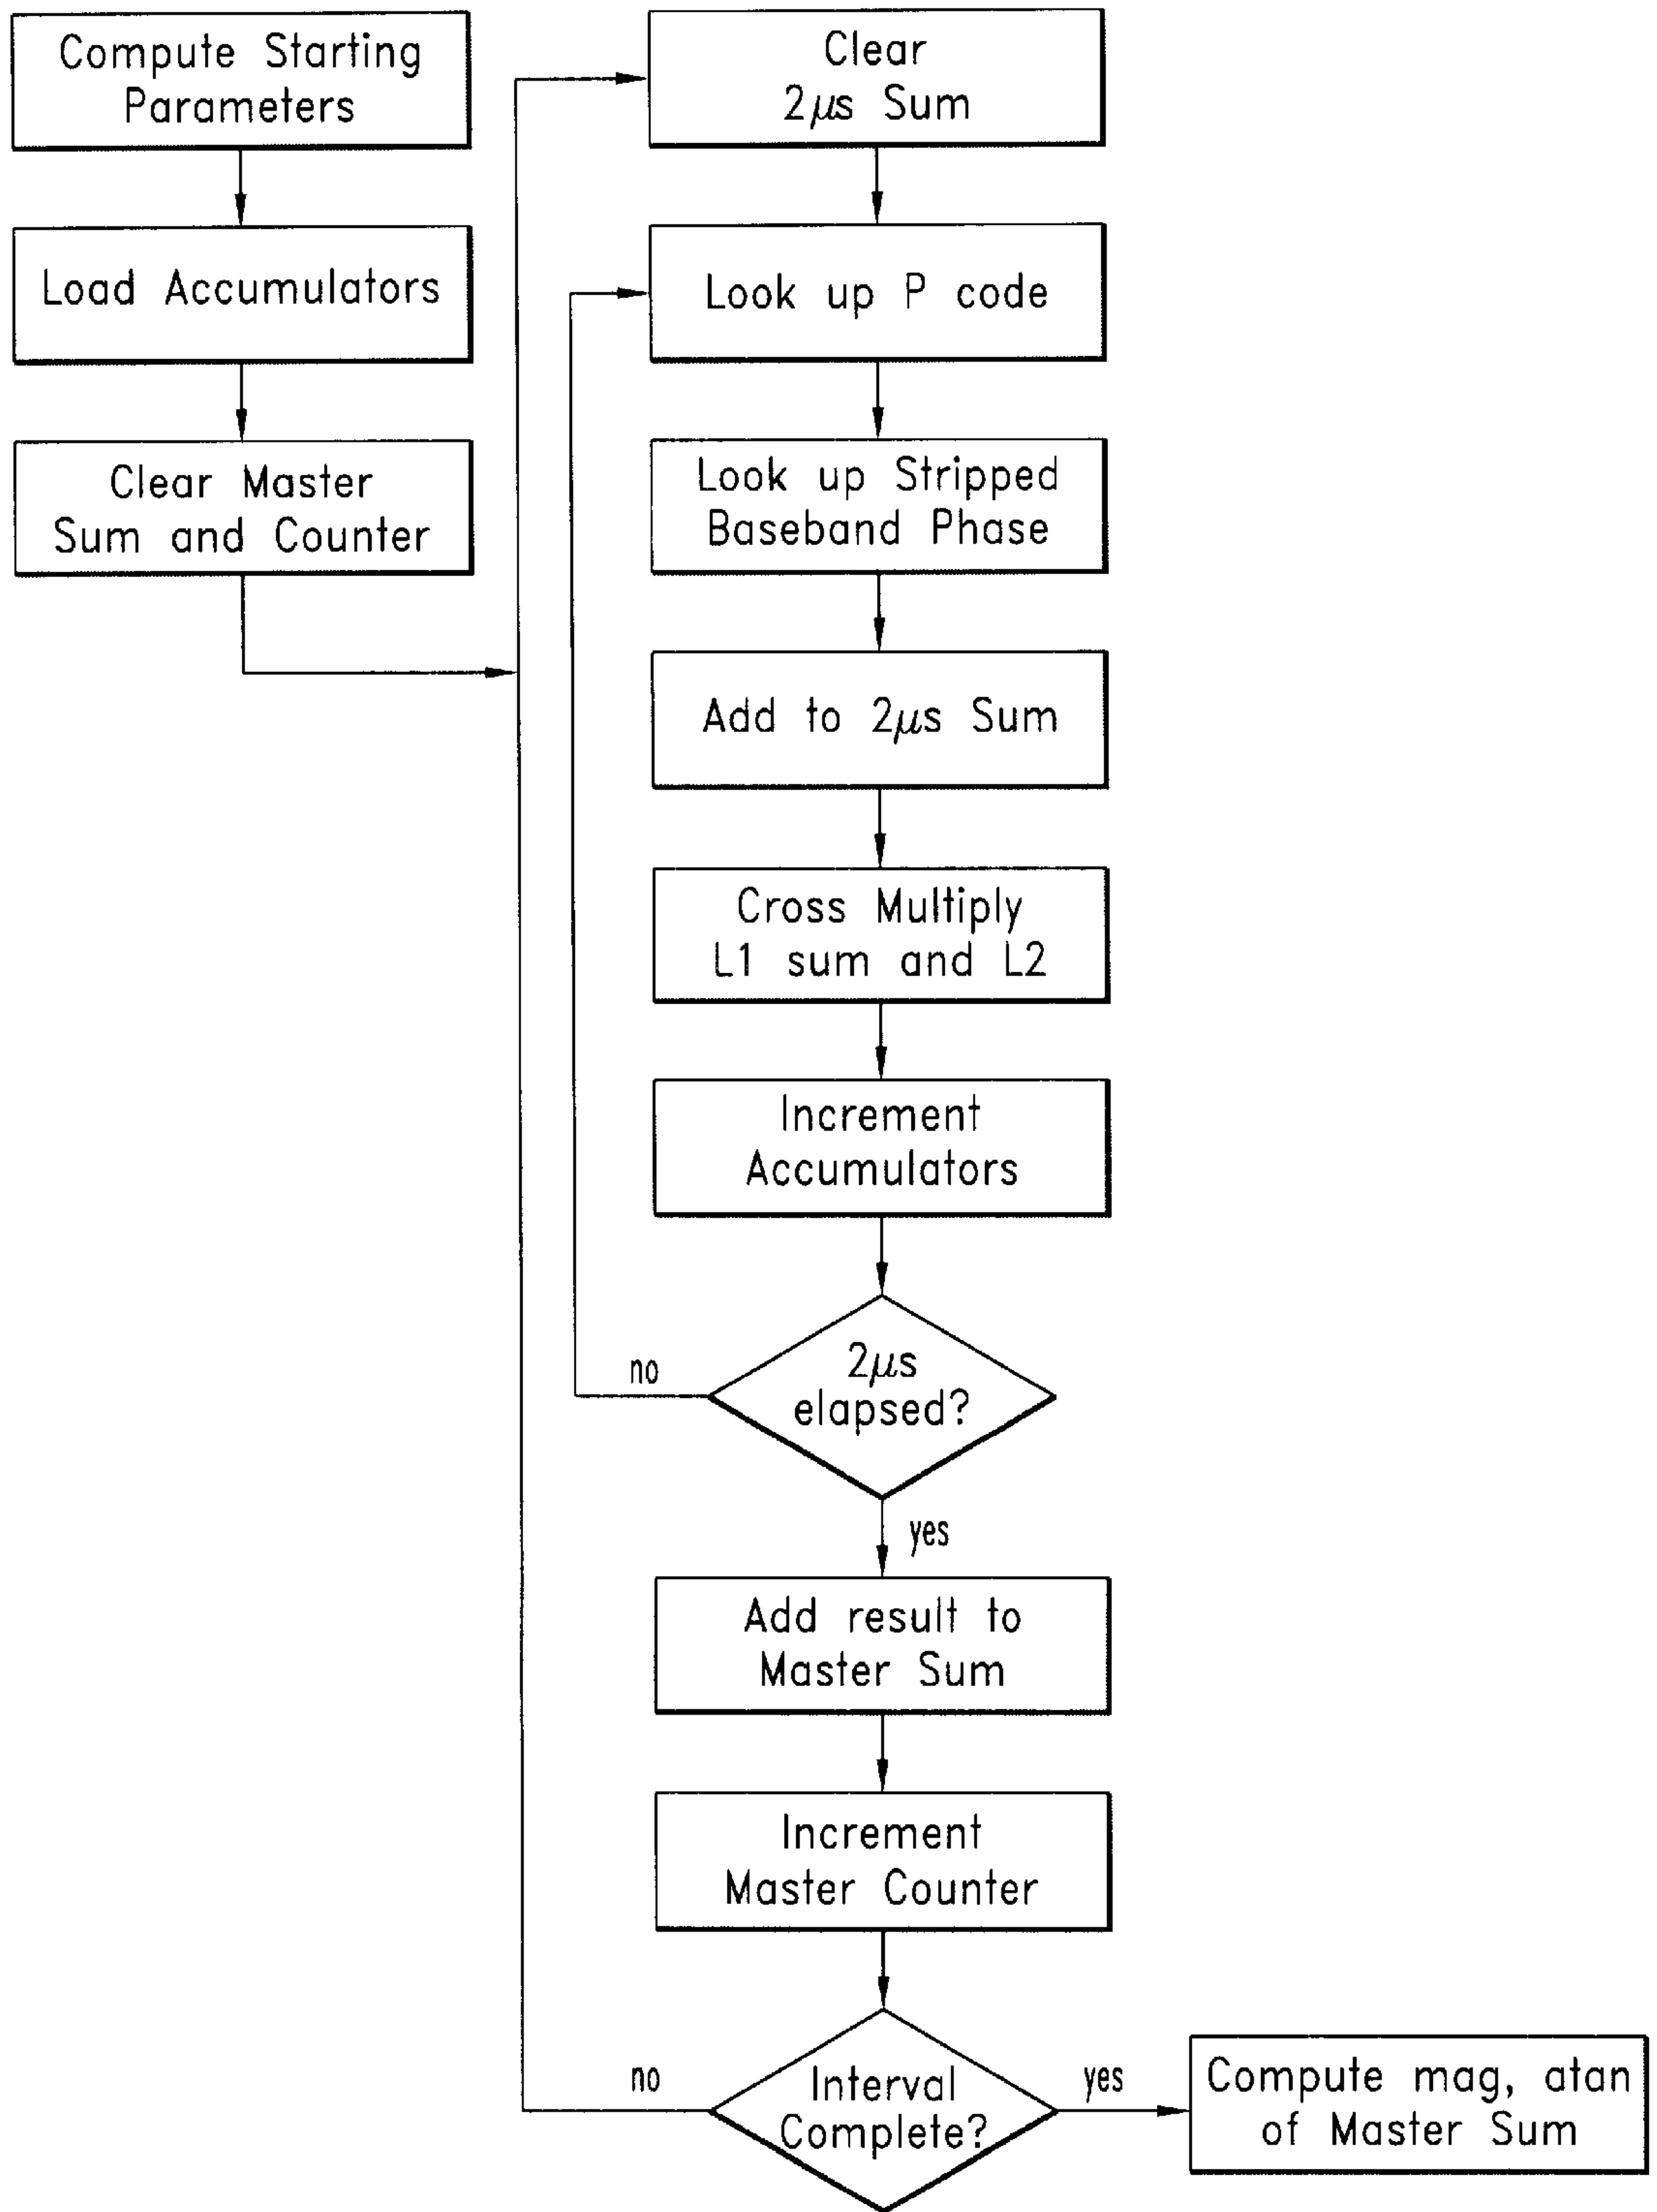 Compute Starting
Parameters
Load Accumulators
Clear Master
Sum and Counter
Clear
2μs Sum
Look up P code
Look up Stripped
Baseband Phase
Add to 2μs Sum
Cross Multiply
L1 sum and L2
Increment
Accumulators
2μs
elapsed?
no
yes
Add result to
Master Sum
Increment
Master Counter
Interval
Complete?
no
yes
Compute mag, atan
of Master Sum